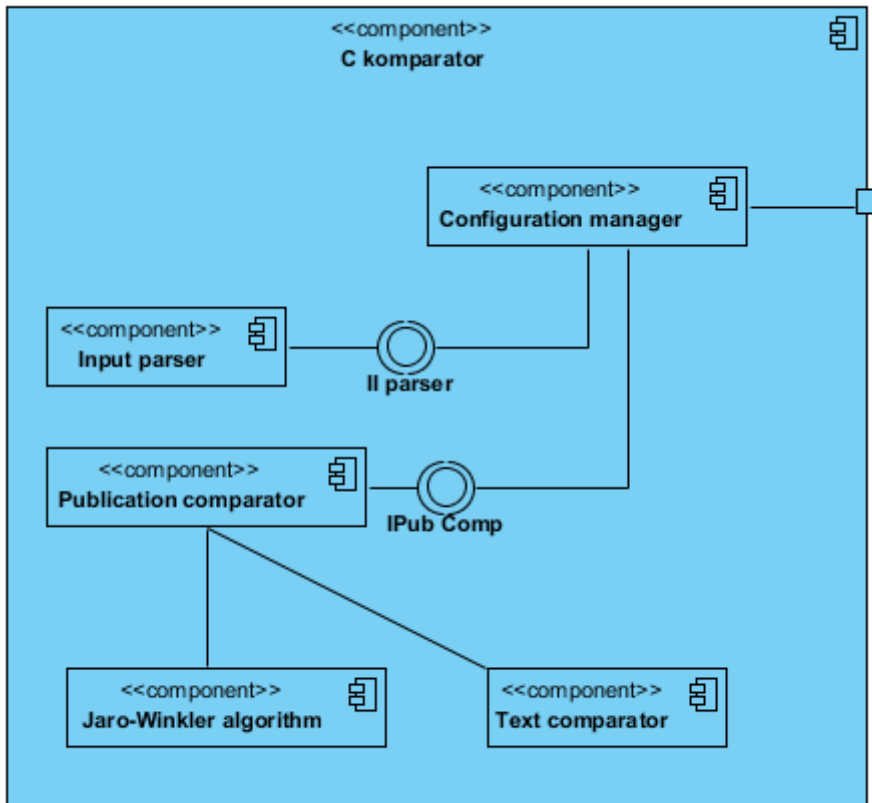 <<component>>
C komparator
<<component>>
Configuration manager
<<component>>
Input parser
II parser
<<component>>
Publication comparator
IPub Comp
<<component>>
Jaro-Winkler algorithm
<<component>>
Text comparator